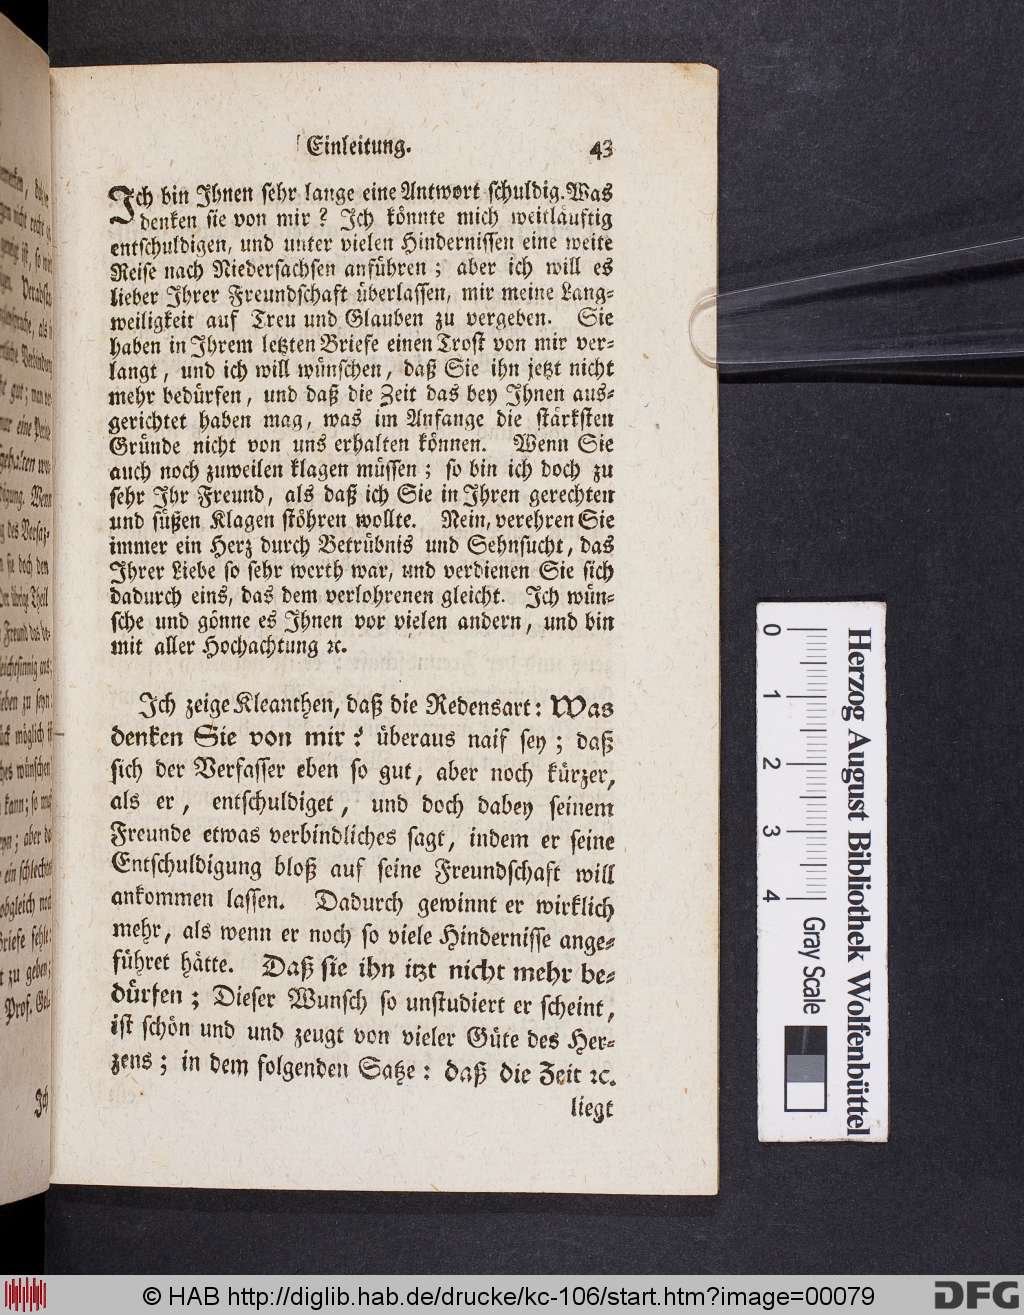 Einleitung. 43
Ich bin Ihnen sehr lange eine Antwort schuldig. Was
denken sie von mir? Ich könnte mich weitläuftig
entschuldigen, und unter vielen Hindernissen eine weite
Reise nach Niedersachsen anführen; aber ich will es
lieber Ihrer Freundschaft überlassen, mir meine Lang-
weiligkeit auf Treu und Glauben zu vergeben. Sie
haben in Ihrem letzten Briefe einen Trost von mir ver-
langt, und ich will wünschen, daß Sie ihn jetzt nicht
mehr bedürfen, und daß die Zeit das bey Ihnen aus-
gerichtet haben mag, was im Anfange die stärksten
Gründe nicht von uns erhalten können. Wenn Sie
auch noch zuweilen klagen müssen; so bin ich doch zu
sehr Ihr Freund, als daß ich Sie in Ihren gerechten
und süßen Klagen stöhren wollte. Nein, verehren Sie
immer ein Herz durch Betrübnis und Sehnsucht, das
Ihrer Liebe so sehr werth war, und verdienen Sie sich
dadurch eins, das dem verlohrenen gleicht. Ich wün-
sche und gönne es Ihnen vor vielen andern, und bin
mit aller Hochachtung ꝛc.
Ich zeige Kleanthen, daß die Redensart: Was
denken Sie von mir? überaus naif sey; daß
sich der Verfasser eben so gut, aber noch kürzer,
als er, entschuldiget, und doch dabey seinem
Freunde etwas verbindliches sagt, indem er seine
Entschuldigung bloß auf seine Freundschaft will
ankommen lassen. Dadurch gewinnt er wirklich
mehr, als wenn er noch so viele Hindernisse ange-
führet hätte. Daß sie ihn itzt nicht mehr be-
dürfen; Dieser Wunsch so unstudiert er scheint,
ist schön und und zeugt von vieler Güte des Her-
zens; in dem folgenden Satze: daß die Zeit ꝛc.
liegt
0 1 2 3 4
Gray Scale
Herzog August Bibliothek Wolfenbüttel
© HAB http://diglib.hab.de/drucke/kc-106/start.htm?image=00079
DFG